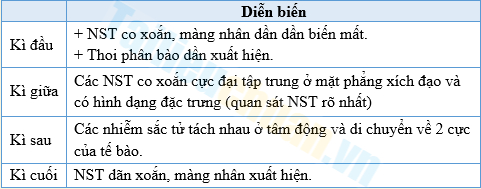 Diễn biến
Kì đầu
+ NST co xoắn, màng nhân dần dần biến mất.
+ Thoi phân bào dần xuất hiện.
Kì giữa
Các NST co xoắn cực đại tập trung ở mặt phẳng xích đạo và
có hình dạng đặc trưng (quan sát NST rõ nhất)
Kì sau
Các nhiễm sắc tử tách nhau ở tâm động và di chuyển về 2 cực
của tế bào.
Kì cuối
NST dãn xoắn, màng nhân xuất hiện.